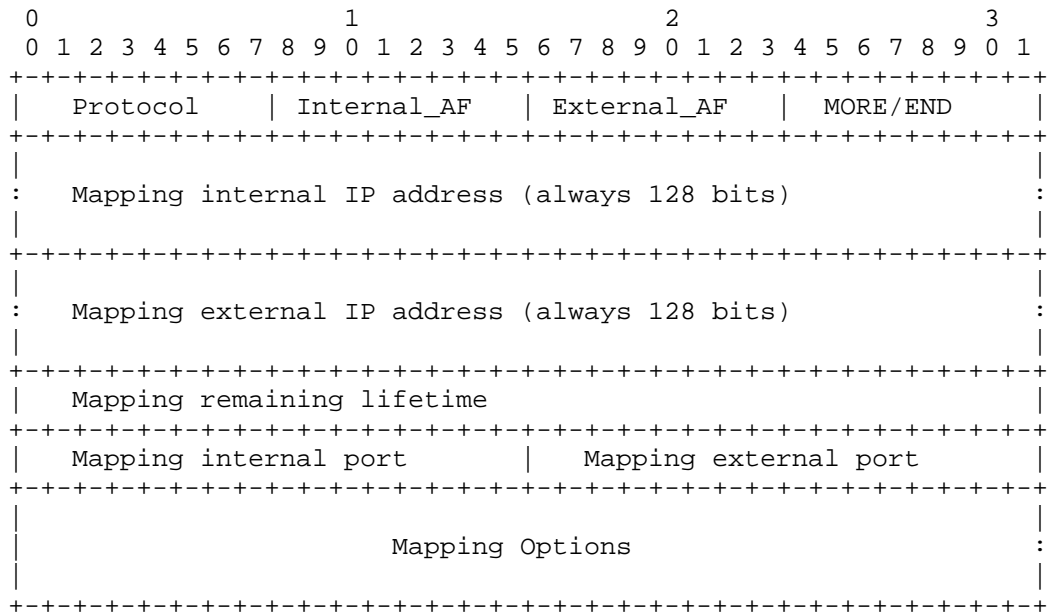 0                   1                   2                   3
 0 1 2 3 4 5 6 7 8 9 0 1 2 3 4 5 6 7 8 9 0 1 2 3 4 5 6 7 8 9 0 1
+-+-+-+-+-+-+-+-+-+-+-+-+-+-+-+-+-+-+-+-+-+-+-+-+-+-+-+-+-+-+-+-+
|   Protocol    | Internal_AF   | External_AF   |   MORE/END    |
+-+-+-+-+-+-+-+-+-+-+-+-+-+-+-+-+-+-+-+-+-+-+-+-+-+-+-+-+-+-+-+-+
|                                                               |
:   Mapping internal IP address (always 128 bits)               :
|                                                               |
+-+-+-+-+-+-+-+-+-+-+-+-+-+-+-+-+-+-+-+-+-+-+-+-+-+-+-+-+-+-+-+-+
|                                                               |
:   Mapping external IP address (always 128 bits)               :
|                                                               |
+-+-+-+-+-+-+-+-+-+-+-+-+-+-+-+-+-+-+-+-+-+-+-+-+-+-+-+-+-+-+-+-+
|   Mapping remaining lifetime                                  |
+-+-+-+-+-+-+-+-+-+-+-+-+-+-+-+-+-+-+-+-+-+-+-+-+-+-+-+-+-+-+-+-+
|   Mapping internal port       |   Mapping external port       |
+-+-+-+-+-+-+-+-+-+-+-+-+-+-+-+-+-+-+-+-+-+-+-+-+-+-+-+-+-+-+-+-+
|                                                               |
|                       Mapping Options                         :
|                                                               |
+-+-+-+-+-+-+-+-+-+-+-+-+-+-+-+-+-+-+-+-+-+-+-+-+-+-+-+-+-+-+-+-+